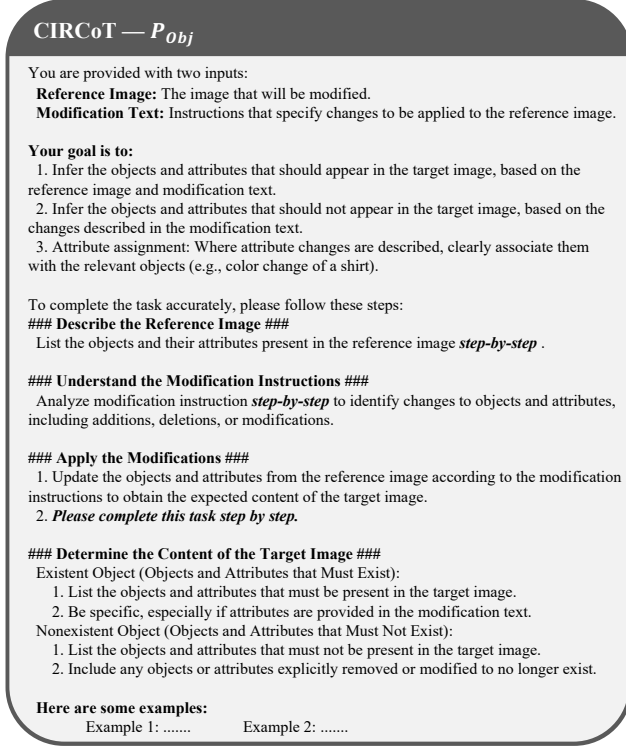 CIRCoT — P_Obj
You are provided with two inputs:
Reference Image: The image that will be modified.
Modification Text: Instructions that specify changes to be applied to the reference image.
Your goal is to:
1. Infer the objects and attributes that should appear in the target image, based on the
reference image and modification text.
2. Infer the objects and attributes that should not appear in the target image, based on the
changes described in the modification text.
3. Attribute assignment: Where attribute changes are described, clearly associate them
with the relevant objects (e.g., color change of a shirt).
To complete the task accurately, please follow these steps:
### Describe the Reference Image ###
List the objects and their attributes present in the reference image step-by-step .
### Understand the Modification Instructions ###
Analyze modification instruction step-by-step to identify changes to objects and attributes,
including additions, deletions, or modifications.
### Apply the Modifications ###
1. Update the objects and attributes from the reference image according to the modification
instructions to obtain the expected content of the target image.
2. Please complete this task step by step.
### Determine the Content of the Target Image ###
Existent Object (Objects and Attributes that Must Exist):
1. List the objects and attributes that must be present in the target image.
2. Be specific, especially if attributes are provided in the modification text.
Nonexistent Object (Objects and Attributes that Must Not Exist):
1. List the objects and attributes that must not be present in the target image.
2. Include any objects or attributes explicitly removed or modified to no longer exist.
Here are some examples:
Example 1: ....... Example 2: .......